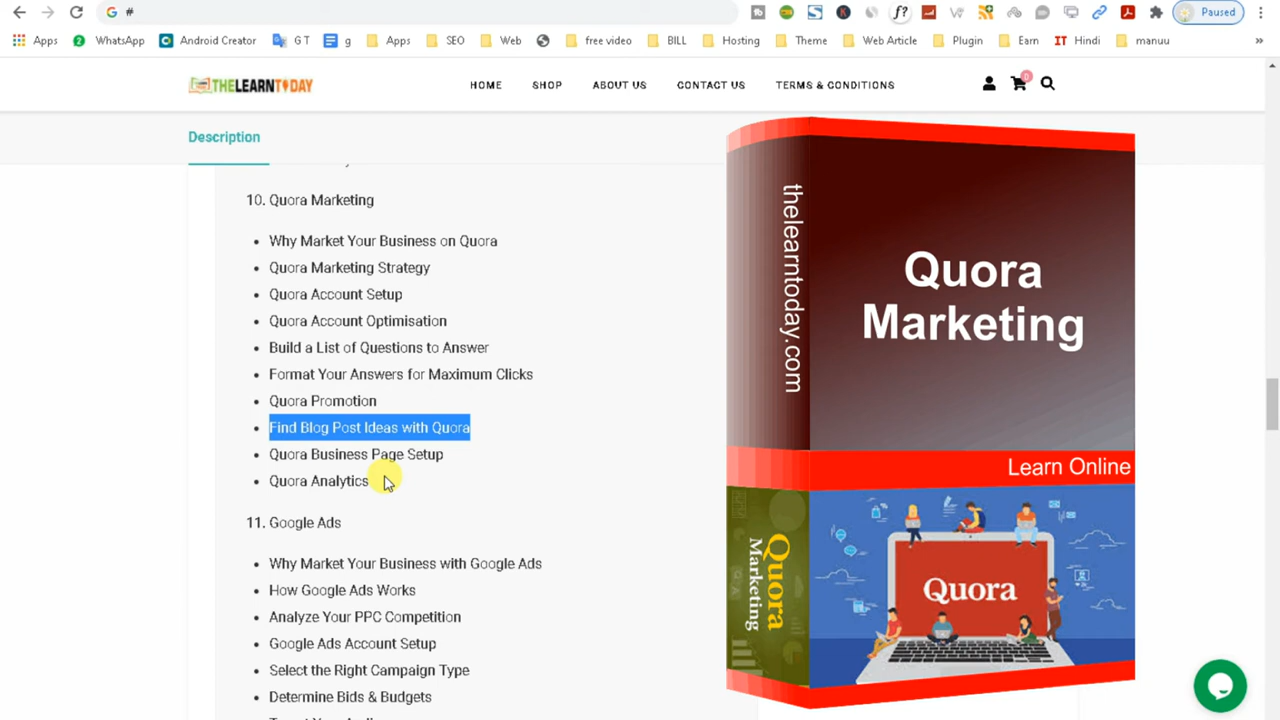 #
Paused
Apps
WhatsApp
Android Creator
G T
g
Apps
SEO
Web
free video
BILL
Hosting
Theme
Web Article
Plugin
Earn
IT Hindi
manuu
»
THELEARNTODAY
HOME
SHOP
ABOUT US
CONTACT US
TERMS & CONDITIONS
0
Description
10. Quora Marketing
• Why Market Your Business on Quora
• Quora Marketing Strategy
• Quora Account Setup
• Quora Account Optimisation
• Build a List of Questions to Answer
• Format Your Answers for Maximum Clicks
• Quora Promotion
• Find Blog Post Ideas with Quora
• Quora Business Page Setup
• Quora Analytics
11. Google Ads
• Why Market Your Business with Google Ads
• How Google Ads Works
• Analyze Your PPC Competition
• Google Ads Account Setup
• Select the Right Campaign Type
• Determine Bids & Budgets
thelearntoday.com
Quora
Marketing
Learn Online
Quora
Marketing
Quora